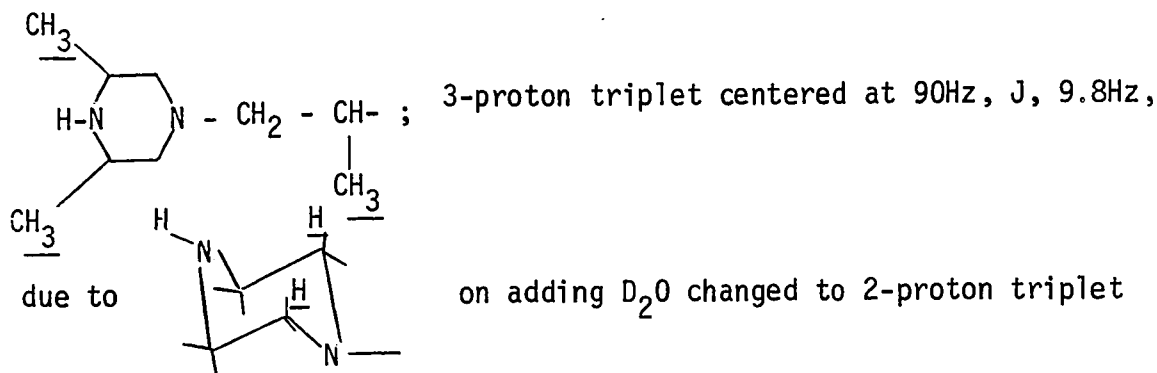 CH3
H-N N - CH2 - CH- ; 3-proton triplet centered at 90Hz, J, 9.8Hz,
CH3
CH3
H H
N
due to H on adding D2O changed to 2-proton triplet
N